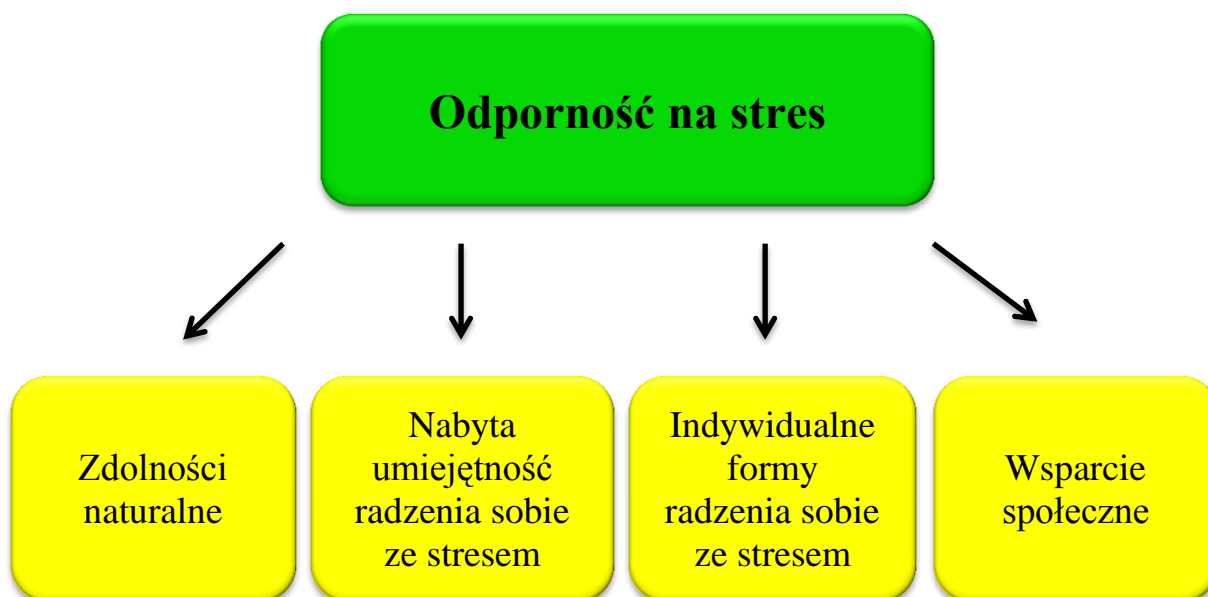 Odporność na stres
Zdolności
naturalne
Nabyta
umiejętność
radzenia sobie
ze stresem
Indywidualne
formy
radzenia sobie
ze stresem
Wsparcie
społeczne